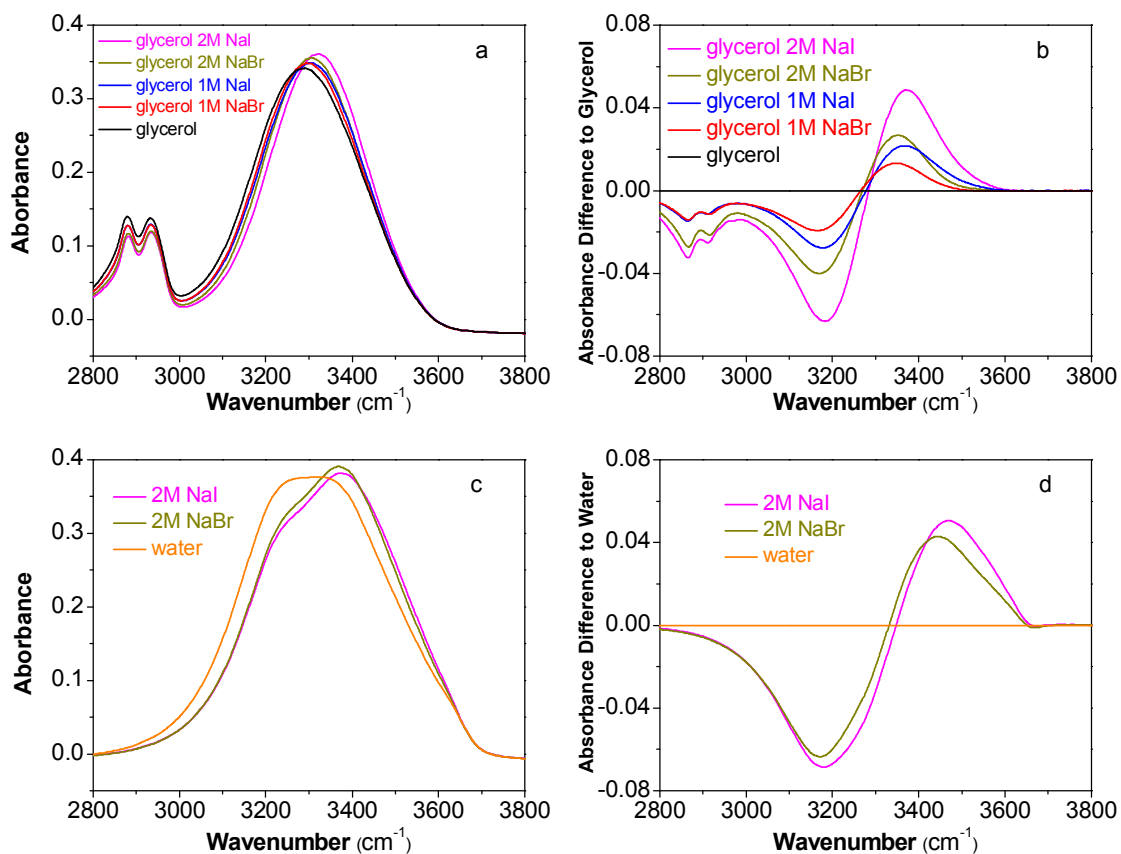 a
glycerol 2M NaI
glycerol 2M NaBr
glycerol 1M NaI
glycerol 1M NaBr
glycerol
0.4
0.3
0.2
0.1
0.0
2800 3000 3200 3400 3600 3800
Aborbance
Wavenumber (cm⁻¹)
b
glycerol 2M NaI
glycerol 2M NaBr
glycerol 1M NaI
glycerol 1M NaBr
glycerol
0.08
0.04
0.00
-0.04
-0.08
2800 3000 3200 3400 3600 3800
Absorbance Difference to Glycerol
Wavenumber (cm⁻¹)
c
2M NaI
2M NaBr
water
0.4
0.3
0.2
0.1
0.0
2800 3000 3200 3400 3600 3800
Aborbance
Wavenumber (cm⁻¹)
d
2M NaI
2M NaBr
water
0.08
0.04
0.00
-0.04
-0.08
2800 3000 3200 3400 3600 3800
Absorbance Difference to Water
Wavenumber (cm⁻¹)